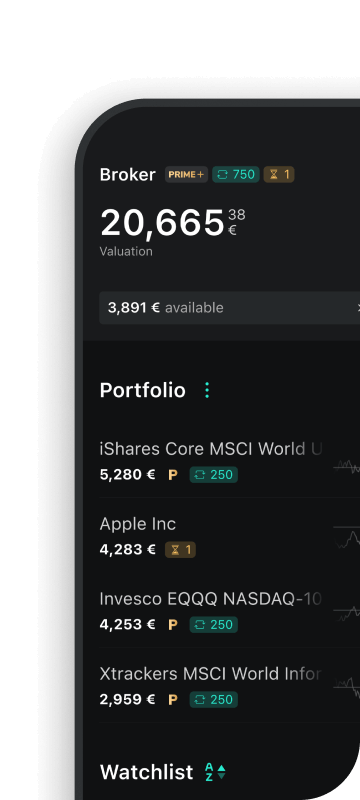 Broker PRIME+ 750 1
20,665 38 €
Valuation
3,891 € available
Portfolio
iShares Core MSCI World U
5,280 € P 250
Apple Inc
4,283 € 1
Invesco EQQQ NASDAQ-10
4,253 € P 250
Xtrackers MSCI World Infor
2,959 € P 250
Watchlist A Z